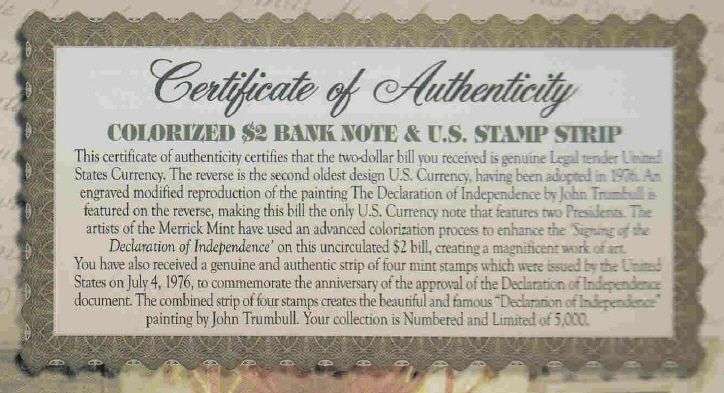 Certificate of Authenticity
COLORIZED $2 BANK NOTE & U.S. STAMP STRIP
This certificate of authenticity certifies that the two-dollar bill you received is genuine Legal tender United
States Currency. The reverse is the second oldest design U.S. Currency, having been adopted in 1976. An
engraved modified reproduction of the painting The Declaration of Independence by John Trumbull is
featured on the reverse, making this bill the only U.S. Currency note that features two Presidents. The
artists of the Merrick Mint have used an advanced colorization process to enhance the 'Signing of the
Declaration of Independence' on this uncirculated $2 bill, creating a magnificent work of art.
You have also received a genuine and authentic strip of four mint stamps which were issued by the United
States on July 4, 1976, to commemorate the anniversary of the approval of the Declaration of Independence
document. The combined strip of four stamps creates the beautiful and famous "Declaration of Independence"
painting by John Trumbull. Your collection is Numbered and Limited of 5,000.